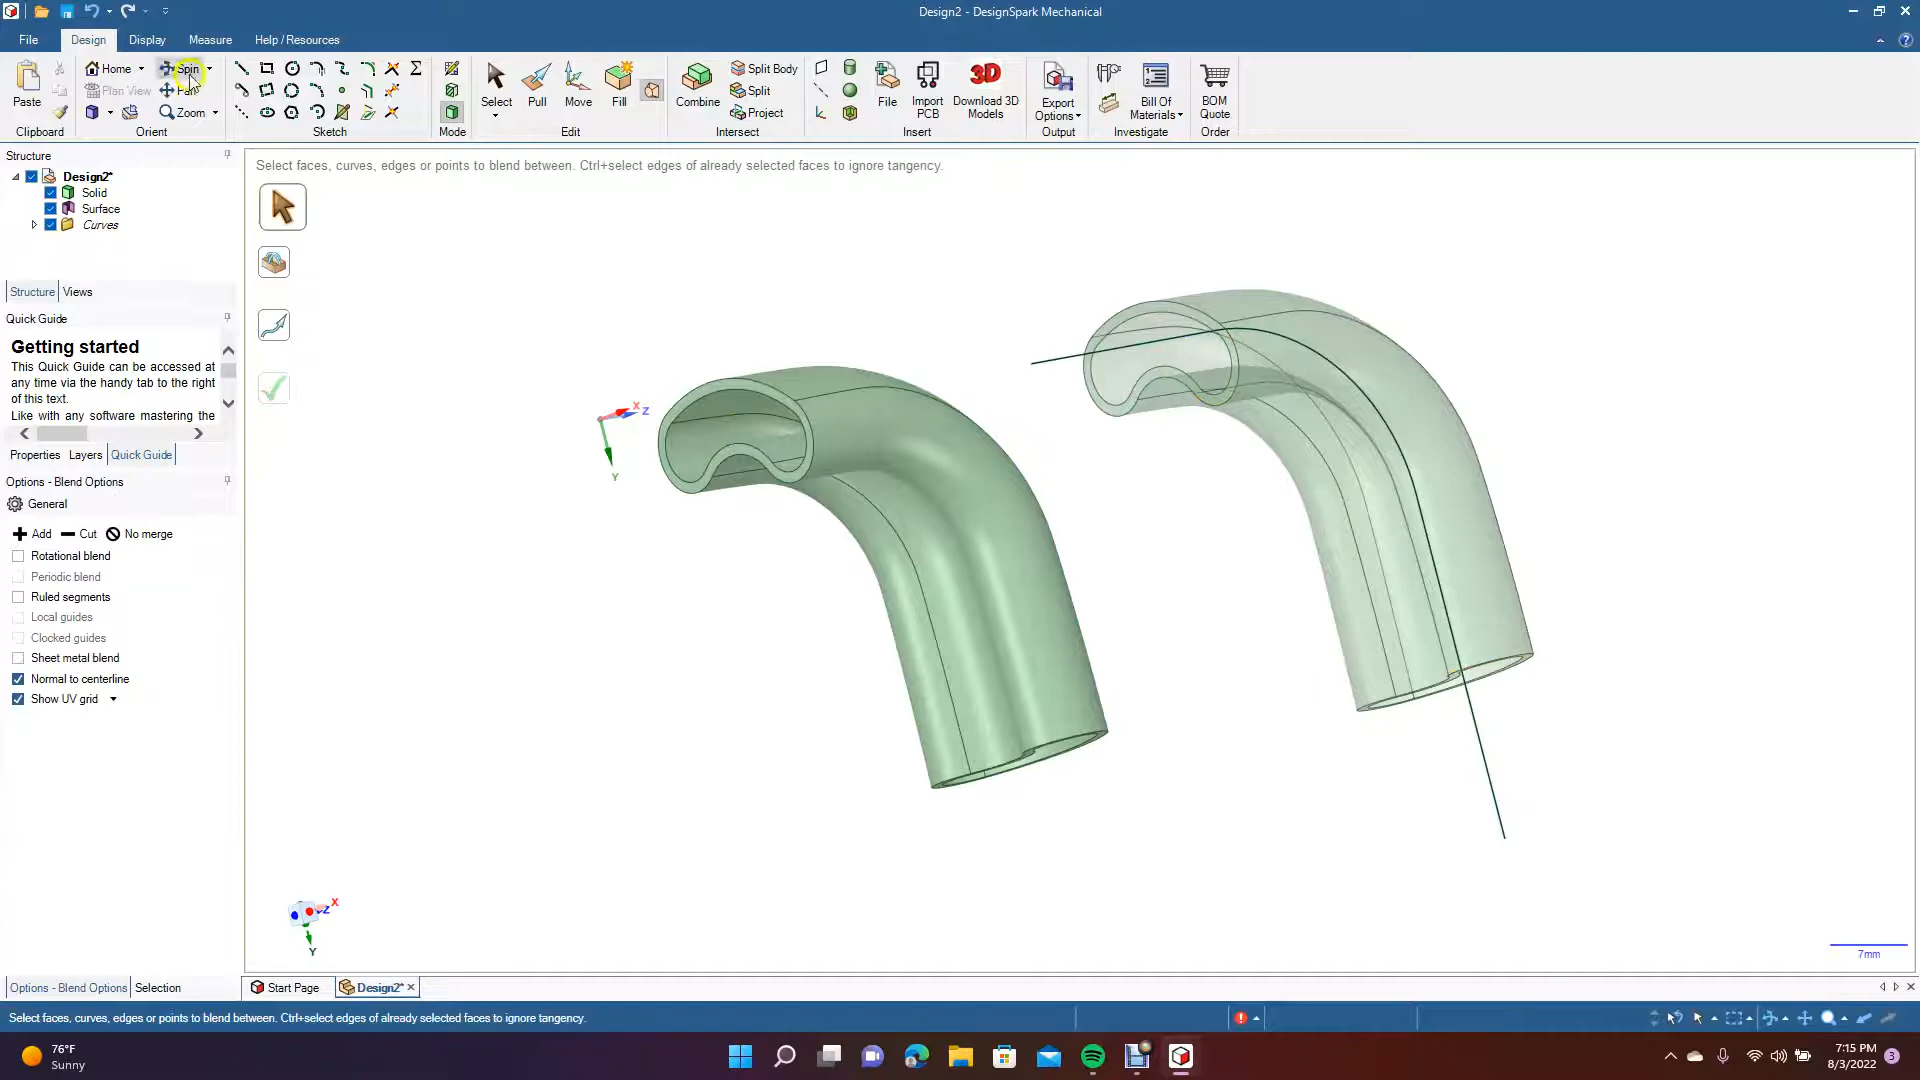 Design2 - DesignSpark Mechanical
File Design Display Measure Help / Resources
Paste
Home Spin
Plan View Pan
Zoom
Select Pull Move Fill
Combine Split Body
Split
Project
File Import PCB Download 3D Models
3D
Export Options
Bill Of Materials
BOM Quote
Clipboard Orient Sketch Mode Edit Intersect Insert Output Investigate Order
Structure
Design2*
Solid
Surface
Curves
Structure Views
Quick Guide
Getting started
This Quick Guide can be accessed at
any time via the handy tab to the right
of this text.
Like with any software mastering the
Properties Layers Quick Guide
Options - Blend Options
General
Add Cut No merge
Rotational blend
Periodic blend
Ruled segments
Local guides
Clocked guides
Sheet metal blend
Normal to centerline
Show UV grid
Options - Blend Options Selection
Select faces, curves, edges or points to blend between. Ctrl+select edges of already selected faces to ignore tangency.
X
Z
Y
X
Z
Y
7mm
Start Page Design2*
Select faces, curves, edges or points to blend between. Ctrl+select edges of already selected faces to ignore tangency.
76°F
Sunny
7:15 PM
8/3/2022
3